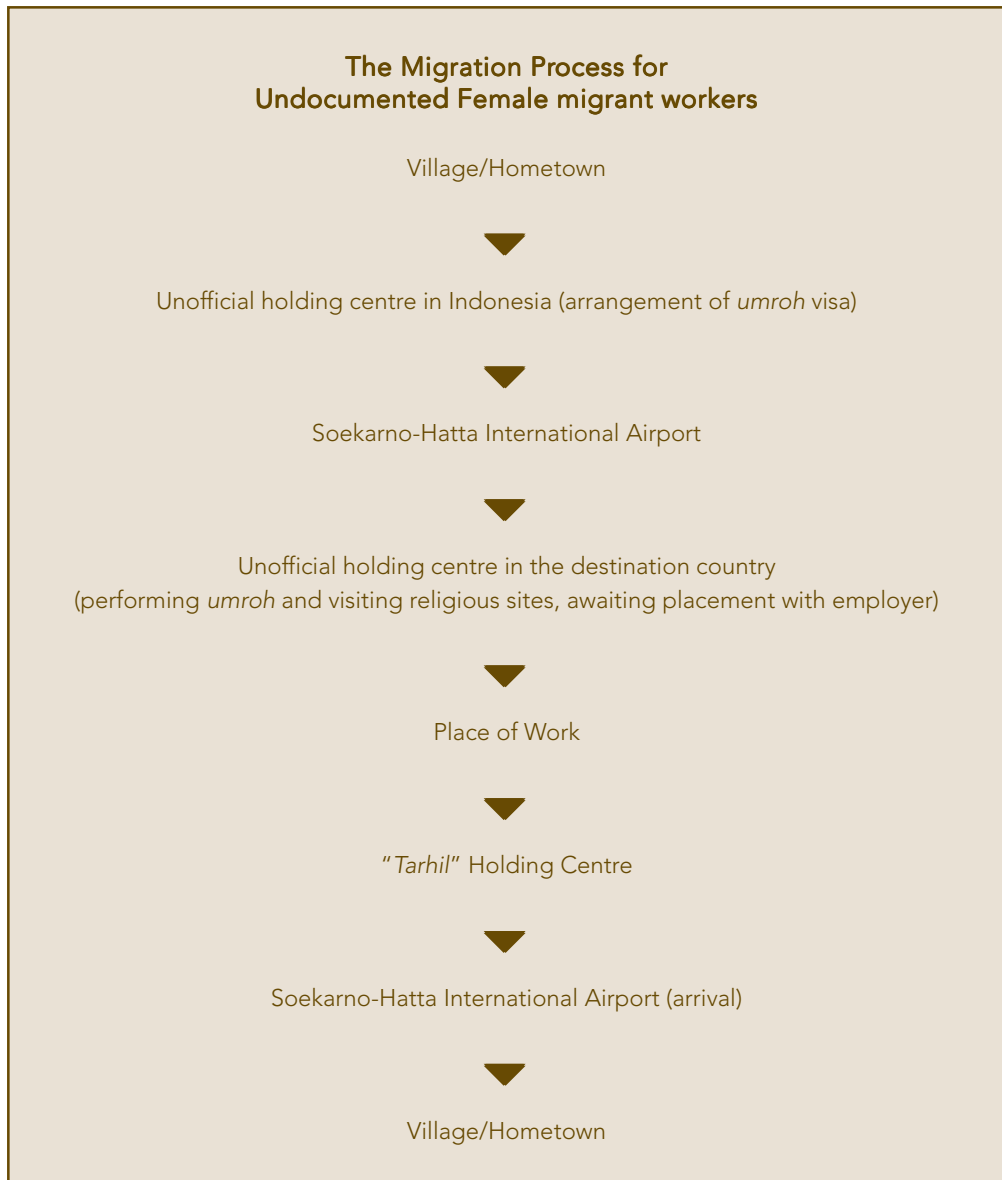 The Migration Process for
Undocumented Female migrant workers
Village/Hometown
Unofficial holding centre in Indonesia (arrangement of umroh visa)
Soekarno-Hatta International Airport
Unofficial holding centre in the destination country
(performing umroh and visiting religious sites, awaiting placement with employer)
Place of Work
“Tarhil” Holding Centre
Soekarno-Hatta International Airport (arrival)
Village/Hometown